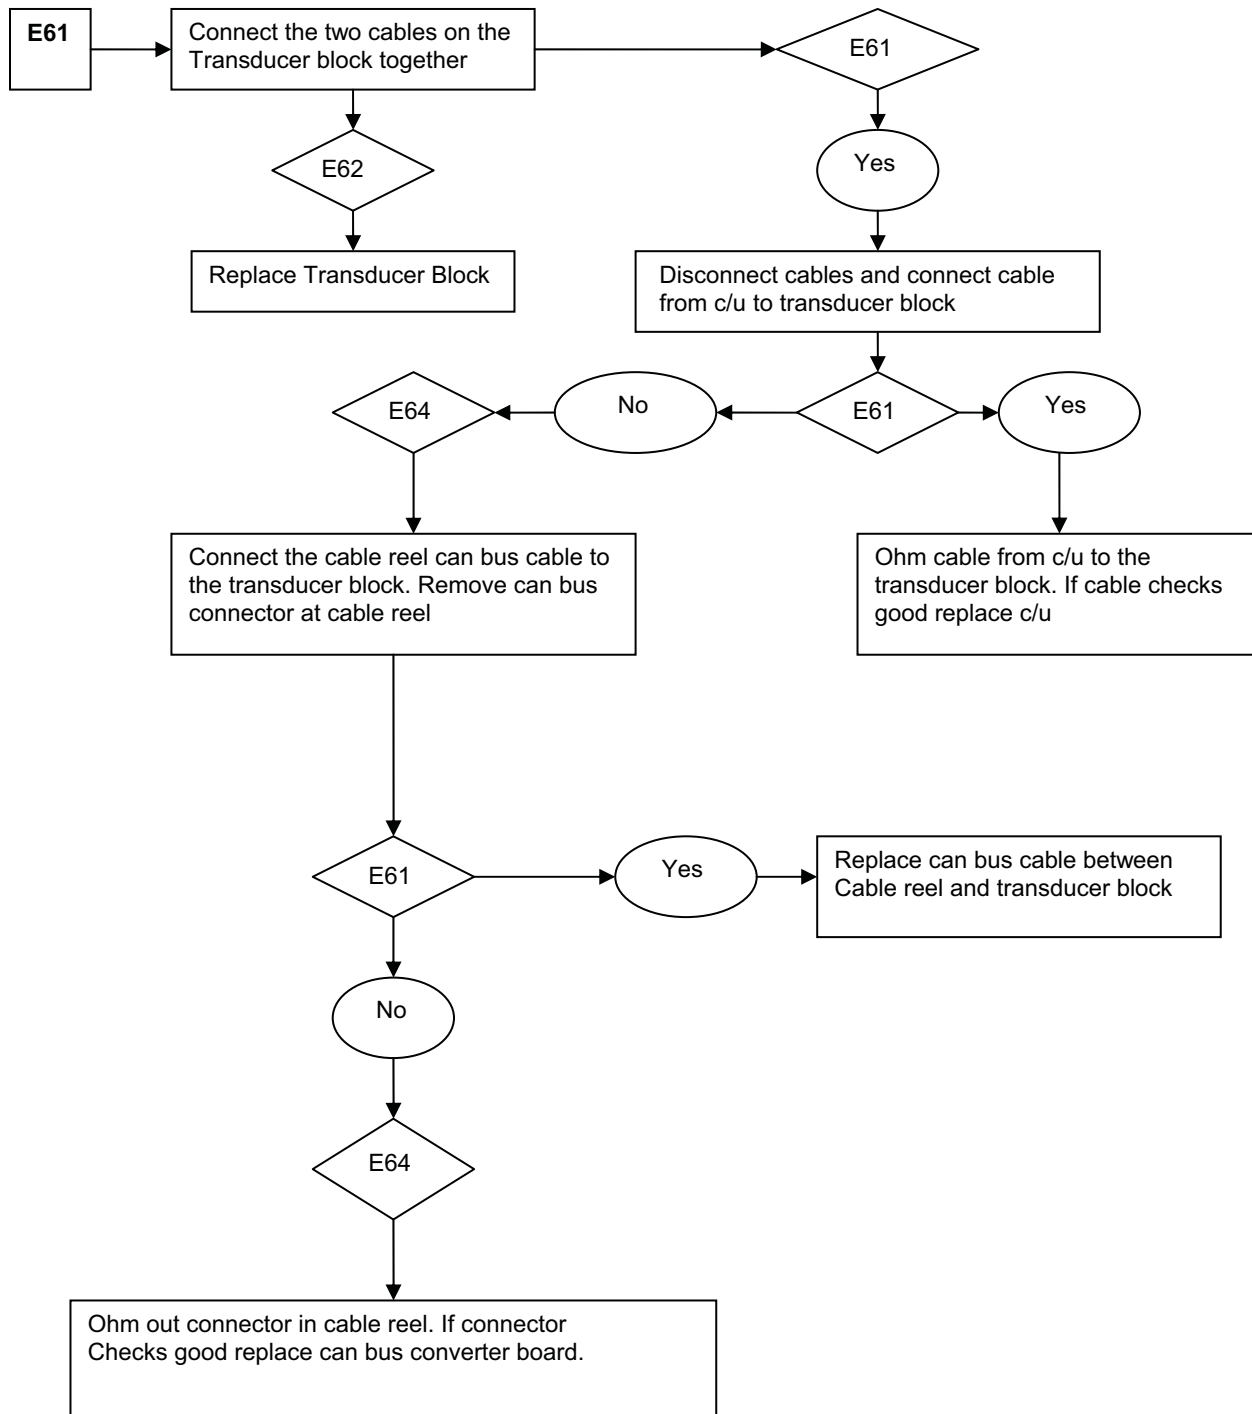 E61
Connect the two cables on the
Transducer block together
E61
E62
Yes
Replace Transducer Block
Disconnect cables and connect cable
from c/u to transducer block
E64
No
E61
Yes
Connect the cable reel can bus cable to
the transducer block. Remove can bus
connector at cable reel
Ohm cable from c/u to the
transducer block. If cable checks
good replace c/u
E61
Yes
Replace can bus cable between
Cable reel and transducer block
No
E64
Ohm out connector in cable reel. If connector
Checks good replace can bus converter board.